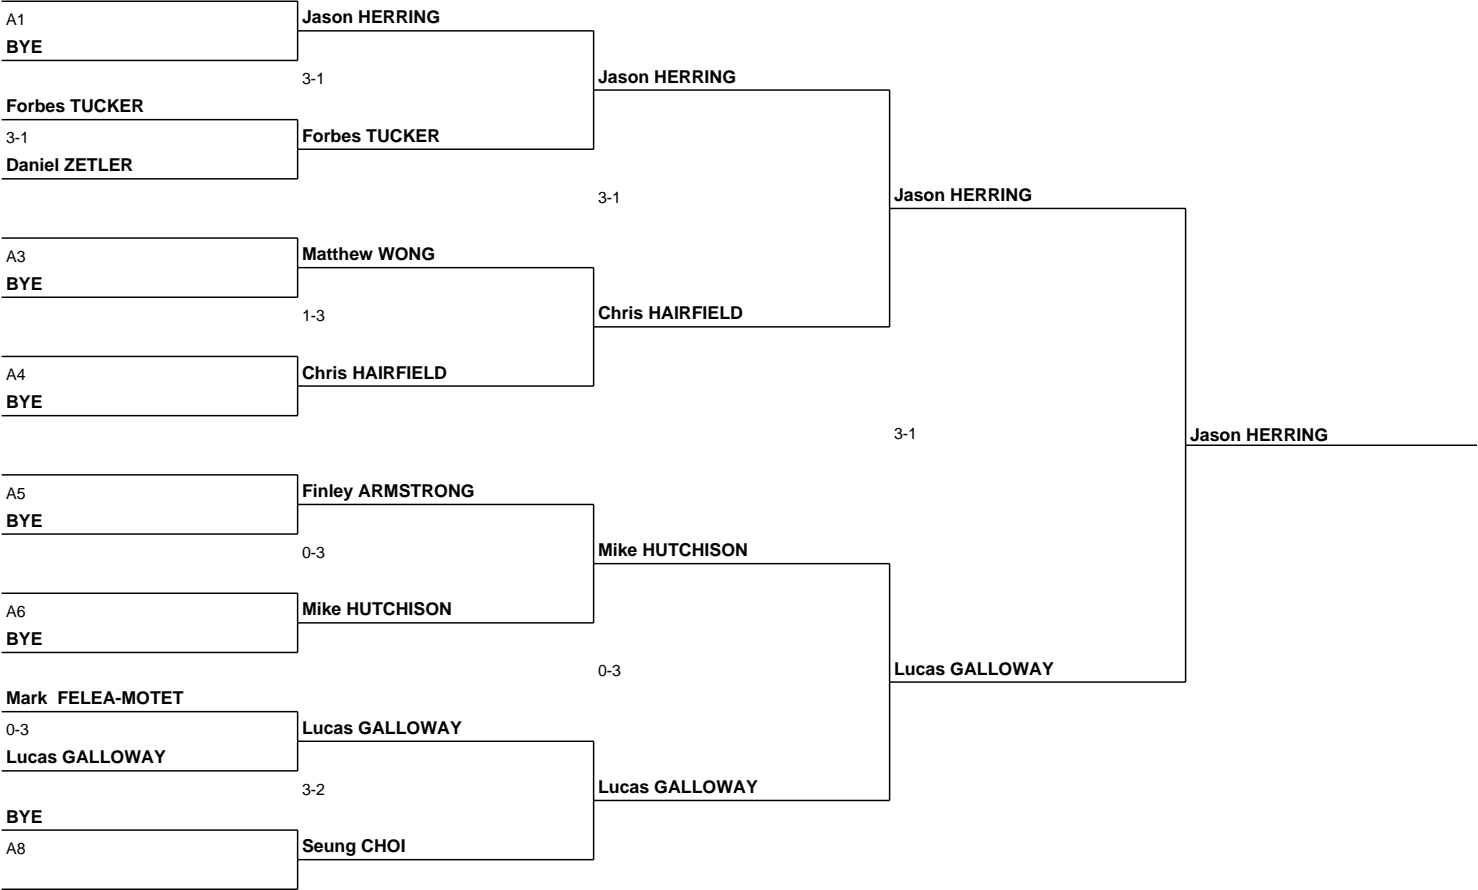 A1
BYE
Jason HERRING
3-1
Forbes TUCKER
3-1
Daniel ZETLER
Forbes TUCKER
Jason HERRING
3-1
A3
BYE
Matthew WONG
1-3
A4
BYE
Chris HAIRFIELD
Chris HAIRFIELD
Jason HERRING
3-1
Jason HERRING
A5
BYE
Finley ARMSTRONG
0-3
A6
BYE
Mike HUTCHISON
Mike HUTCHISON
0-3
Mark  FELEA-MOTET
0-3
Lucas GALLOWAY
Lucas GALLOWAY
3-2
BYE
A8
Seung CHOI
Lucas GALLOWAY
Lucas GALLOWAY